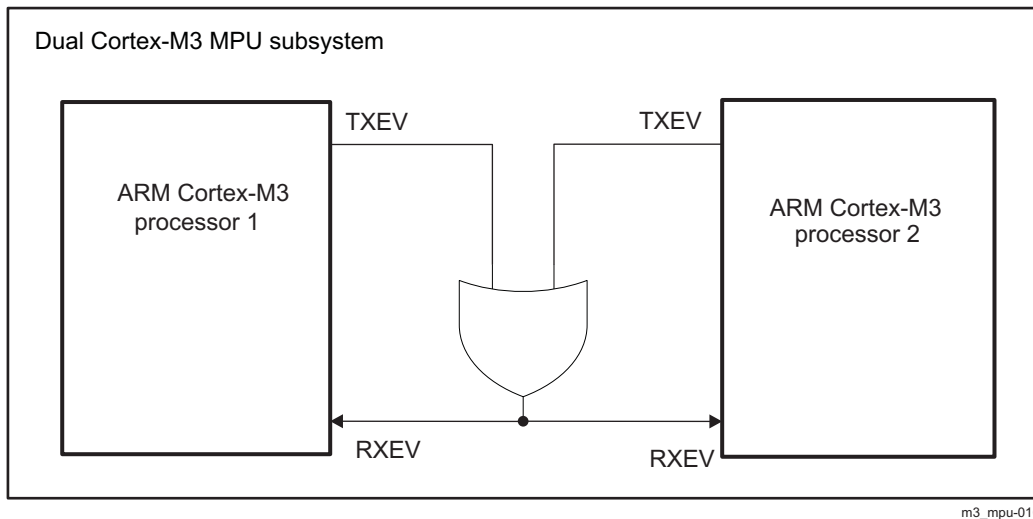 Dual Cortex-M3 MPU subsystem
TXEV
TXEV
ARM Cortex-M3
processor 1
ARM Cortex-M3
processor 2
RXEV
RXEV
m3_mpu-01